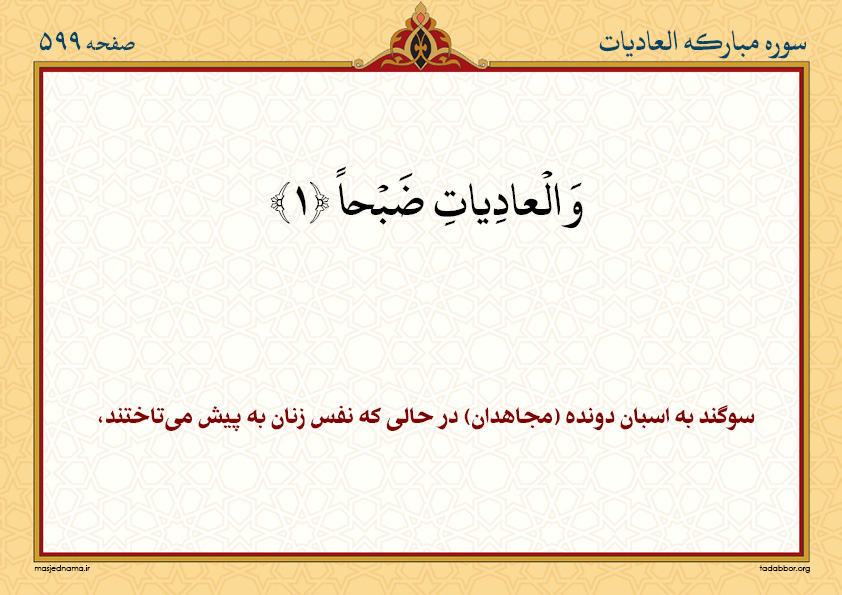 سوره مبارکه العادیات
صفحه ۵۹۹
وَ الْعادِیاتِ ضَبْحاً ﴿۱﴾
سوگند به اسبان دونده (مجاهدان) در حالی که نفس زنان به پیش می‌تاختند،
masjednama.ir
tadabbor.org